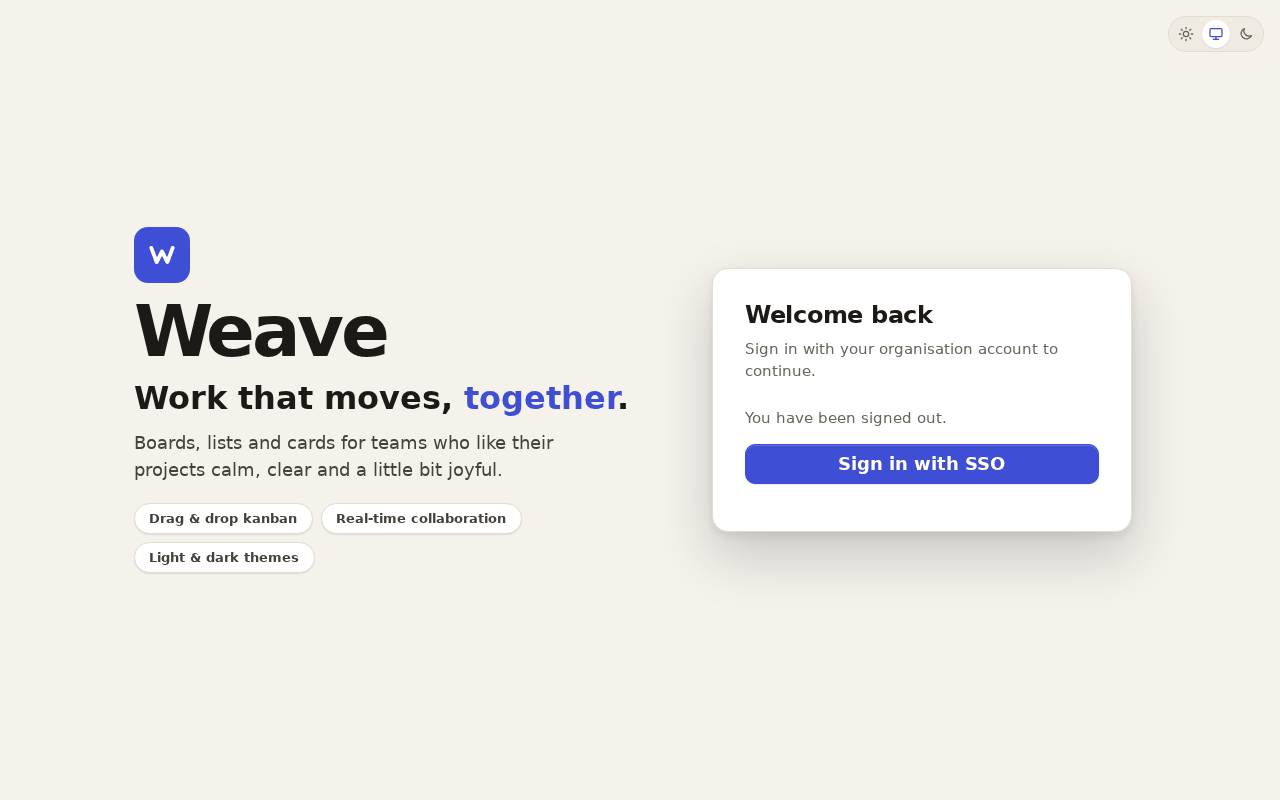 Weave
Work that moves, together.
Boards, lists and cards for teams who like their
projects calm, clear and a little bit joyful.
Drag & drop kanban
Real-time collaboration
Light & dark themes
Welcome back
Sign in with your organisation account to
continue.
You have been signed out.
Sign in with SSO